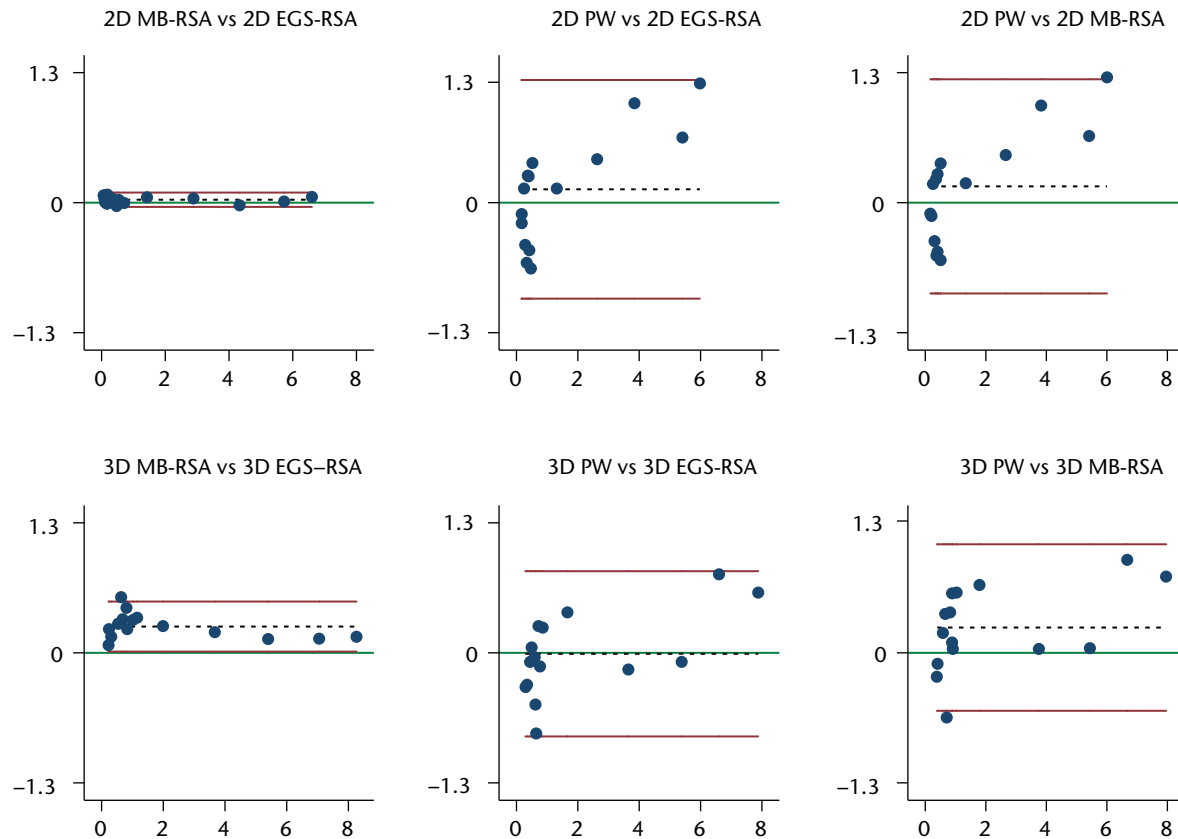 2D MB-RSA vs 2D EGS-RSA
2D PW vs 2D EGS-RSA
2D PW vs 2D MB-RSA
1.3
0
−1.3
0 2 4 6 8
1.3
0
−1.3
0 2 4 6 8
1.3
0
−1.3
0 2 4 6 8
3D MB-RSA vs 3D EGS–RSA
3D PW vs 3D EGS-RSA
3D PW vs 3D MB-RSA
1.3
0
−1.3
0 2 4 6 8
1.3
0
−1.3
0 2 4 6 8
1.3
0
−1.3
0 2 4 6 8